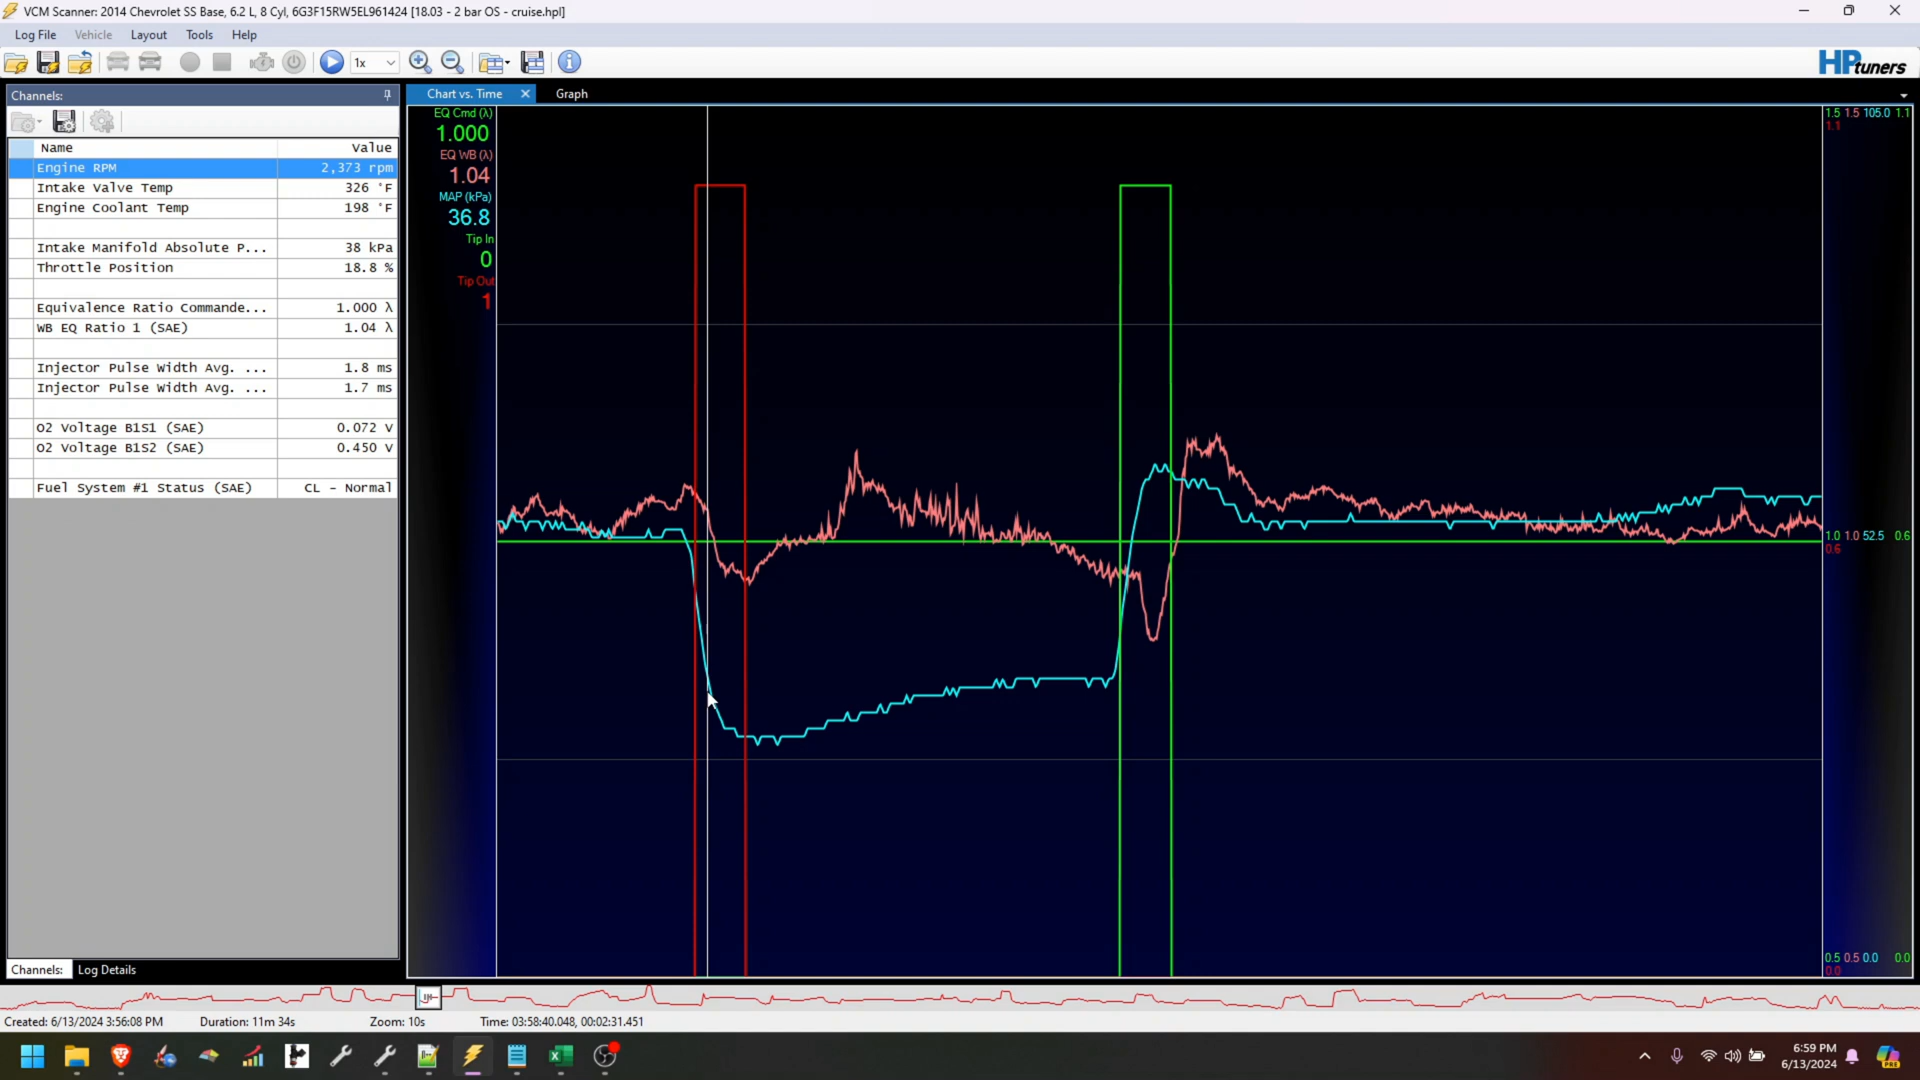 VCM Scanner: 2014 Chevrolet SS Base, 6.2 L, 8 Cyl, 6G3F15RW5EL961424 [18.03 - 2 bar OS - cruise.hpl]
Log File Vehicle Layout Tools Help
1x
HPtuners
Channels:
Chart vs. Time Graph
Name Value
Engine RPM 2,373 rpm
Intake Valve Temp 326 °F
Engine Coolant Temp 198 °F
Intake Manifold Absolute P... 38 kPa
Throttle Position 18.8 %
Equivalence Ratio Commande... 1.000 λ
WB EQ Ratio 1 (SAE) 1.04 λ
Injector Pulse Width Avg. ... 1.8 ms
Injector Pulse Width Avg. ... 1.7 ms
O2 Voltage B1S1 (SAE) 0.072 V
O2 Voltage B1S2 (SAE) 0.450 V
Fuel System #1 Status (SAE) CL - Normal
EQ Cmd (λ)
1.000
EQ WB (λ)
1.04
MAP (kPa)
36.8
Tip In
0
Tip Out
1
1.5 1.5 105.0 1.1
1.1
1.0 1.0 52.5 0.6
0.6
0.5 0.5 0.0 0.0
0.0
Channels: Log Details
Created: 6/13/2024 3:56:08 PM Duration: 11m 34s Zoom: 10s Time: 03:58:40.048, 00:02:31.451
6:59 PM
6/13/2024
PRE